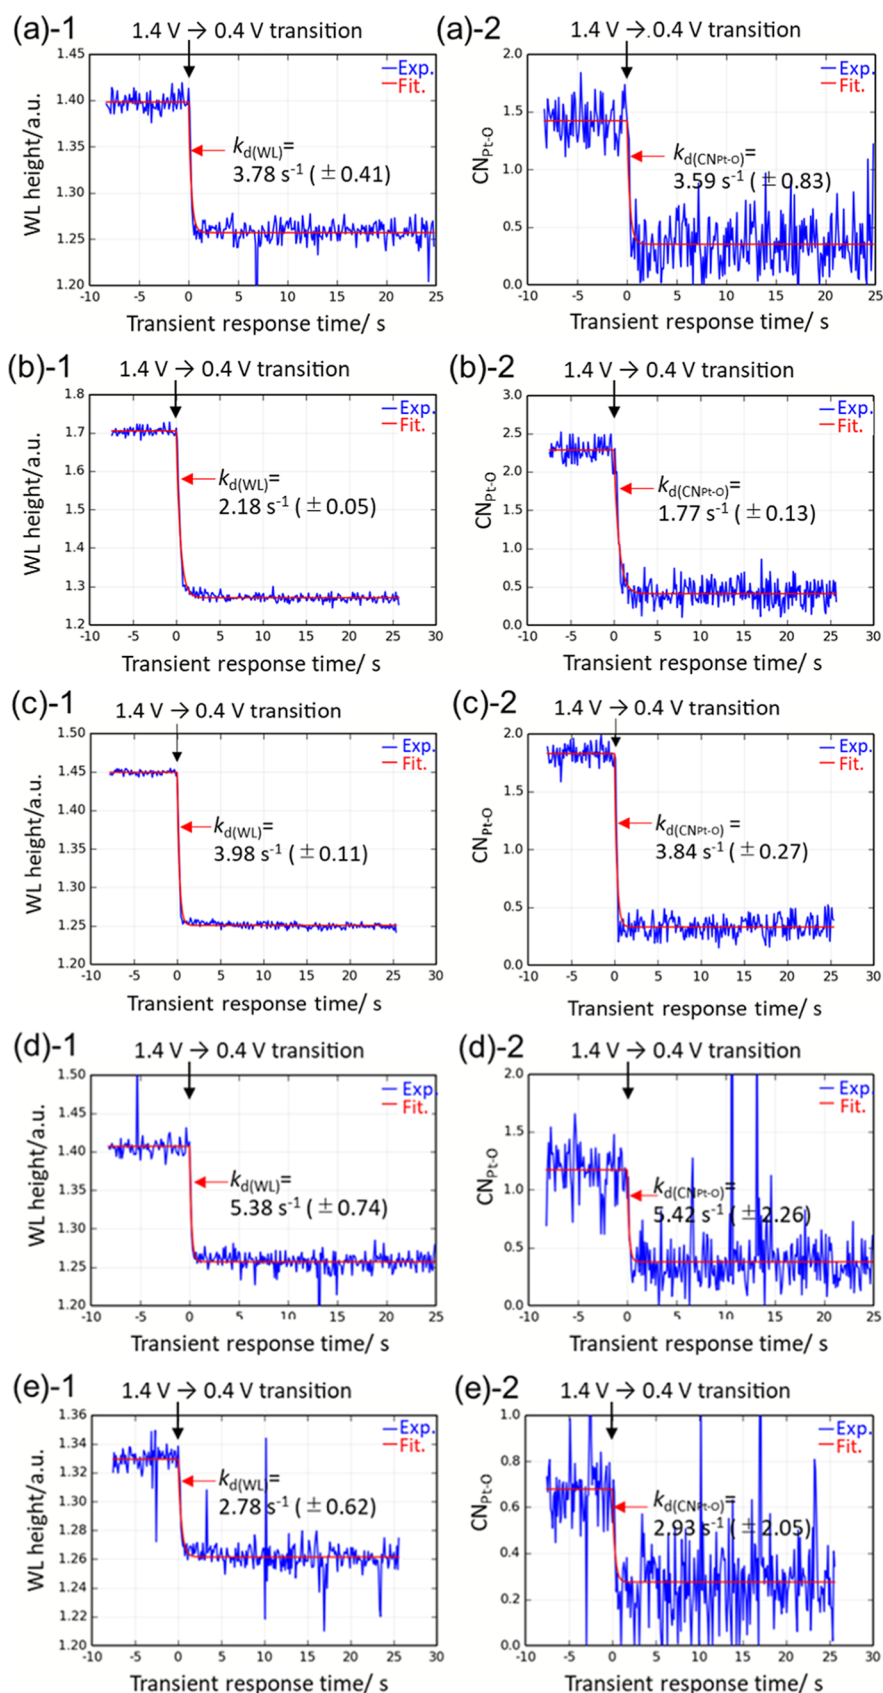 (a)-1
1.4 V → 0.4 V transition
1.45
1.40
1.35
1.30
1.25
1.20
WL height/a.u.
Exp.
Fit.
kd(WL)=
3.78 s-1 ( ±0.41)
-10 -5 0 5 10 15 20 25
Transient response time/ s
(a)-2
1.4 V → 0.4 V transition
2.0
1.5
1.0
0.5
0.0
CNPt-O
Exp.
Fit.
kd(CNPt-O)=
3.59 s-1 ( ±0.83)
-10 -5 0 5 10 15 20 25
Transient response time/ s
(b)-1
1.4 V → 0.4 V transition
1.8
1.7
1.6
1.5
1.4
1.3
1.2
WL height/a.u.
Exp.
Fit.
kd(WL)=
2.18 s-1 ( ±0.05)
-10 -5 0 5 10 15 20 25 30
Transient response time/ s
(b)-2
1.4 V → 0.4 V transition
3.0
2.5
2.0
1.5
1.0
0.5
0.0
CNPt-O
Exp.
Fit.
kd(CNPt-O)=
1.77 s-1 ( ±0.13)
-10 -5 0 5 10 15 20 25 30
Transient response time/ s
(c)-1
1.4 V → 0.4 V transition
1.50
1.45
1.40
1.35
1.30
1.25
1.20
WL height/a.u.
Exp.
Fit.
kd(WL)=
3.98 s-1 ( ±0.11)
-10 -5 0 5 10 15 20 25 30
Transient response time/ s
(c)-2
1.4 V → 0.4 V transition
2.0
1.5
1.0
0.5
0.0
CNPt-O
Exp.
Fit.
kd(CNPt-O) =
3.84 s-1 ( ±0.27)
-10 -5 0 5 10 15 20 25 30
Transient response time/ s
(d)-1
1.4 V → 0.4 V transition
1.50
1.45
1.40
1.35
1.30
1.25
1.20
WL height/a.u.
Exp.
Fit.
kd(WL)=
5.38 s-1 ( ±0.74)
-10 -5 0 5 10 15 20 25
Transient response time/ s
(d)-2
1.4 V → 0.4 V transition
2.0
1.5
1.0
0.5
0.0
CNPt-O
Exp.
Fit.
kd(CNPt-O)=
5.42 s-1 ( ±2.26)
-10 -5 0 5 10 15 20 25
Transient response time/ s
(e)-1
1.4 V → 0.4 V transition
1.36
1.34
1.32
1.30
1.28
1.26
1.24
1.22
1.20
WL height/a.u.
Exp.
Fit.
kd(WL)=
2.78 s-1 ( ±0.62)
-10 -5 0 5 10 15 20 25 30
Transient response time/ s
(e)-2
1.4 V → 0.4 V transition
1.0
0.8
0.6
0.4
0.2
0.0
CNPt-O
Exp.
Fit.
kd(CNPt-O)=
2.93 s-1 ( ±2.05)
-10 -5 0 5 10 15 20 25 30
Transient response time/ s